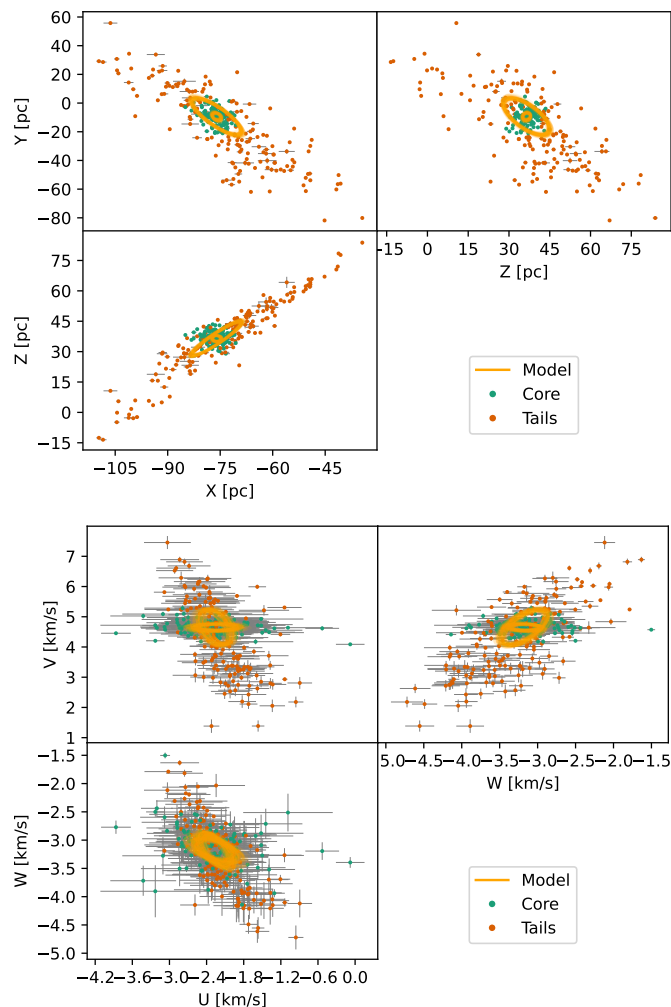 60
40
20
0
−20
−40
−60
−80
Y [pc]
−15 0 15 30 45 60 75
Z [pc]
75
60
45
30
15
0
−15
Z [pc]
−105 −90 −75 −60 −45
X [pc]
Model
Core
Tails
7
6
5
4
3
2
1
V [km/s]
5.0 −4.5 −4.0 −3.5 −3.0 −2.5 −2.0 −1.5
W [km/s]
−1.5
−2.0
−2.5
−3.0
−3.5
−4.0
−4.5
−5.0
W [km/s]
−4.2 −3.6 −3.0 −2.4 −1.8 −1.2 −0.6 0.0
U [km/s]
Model
Core
Tails